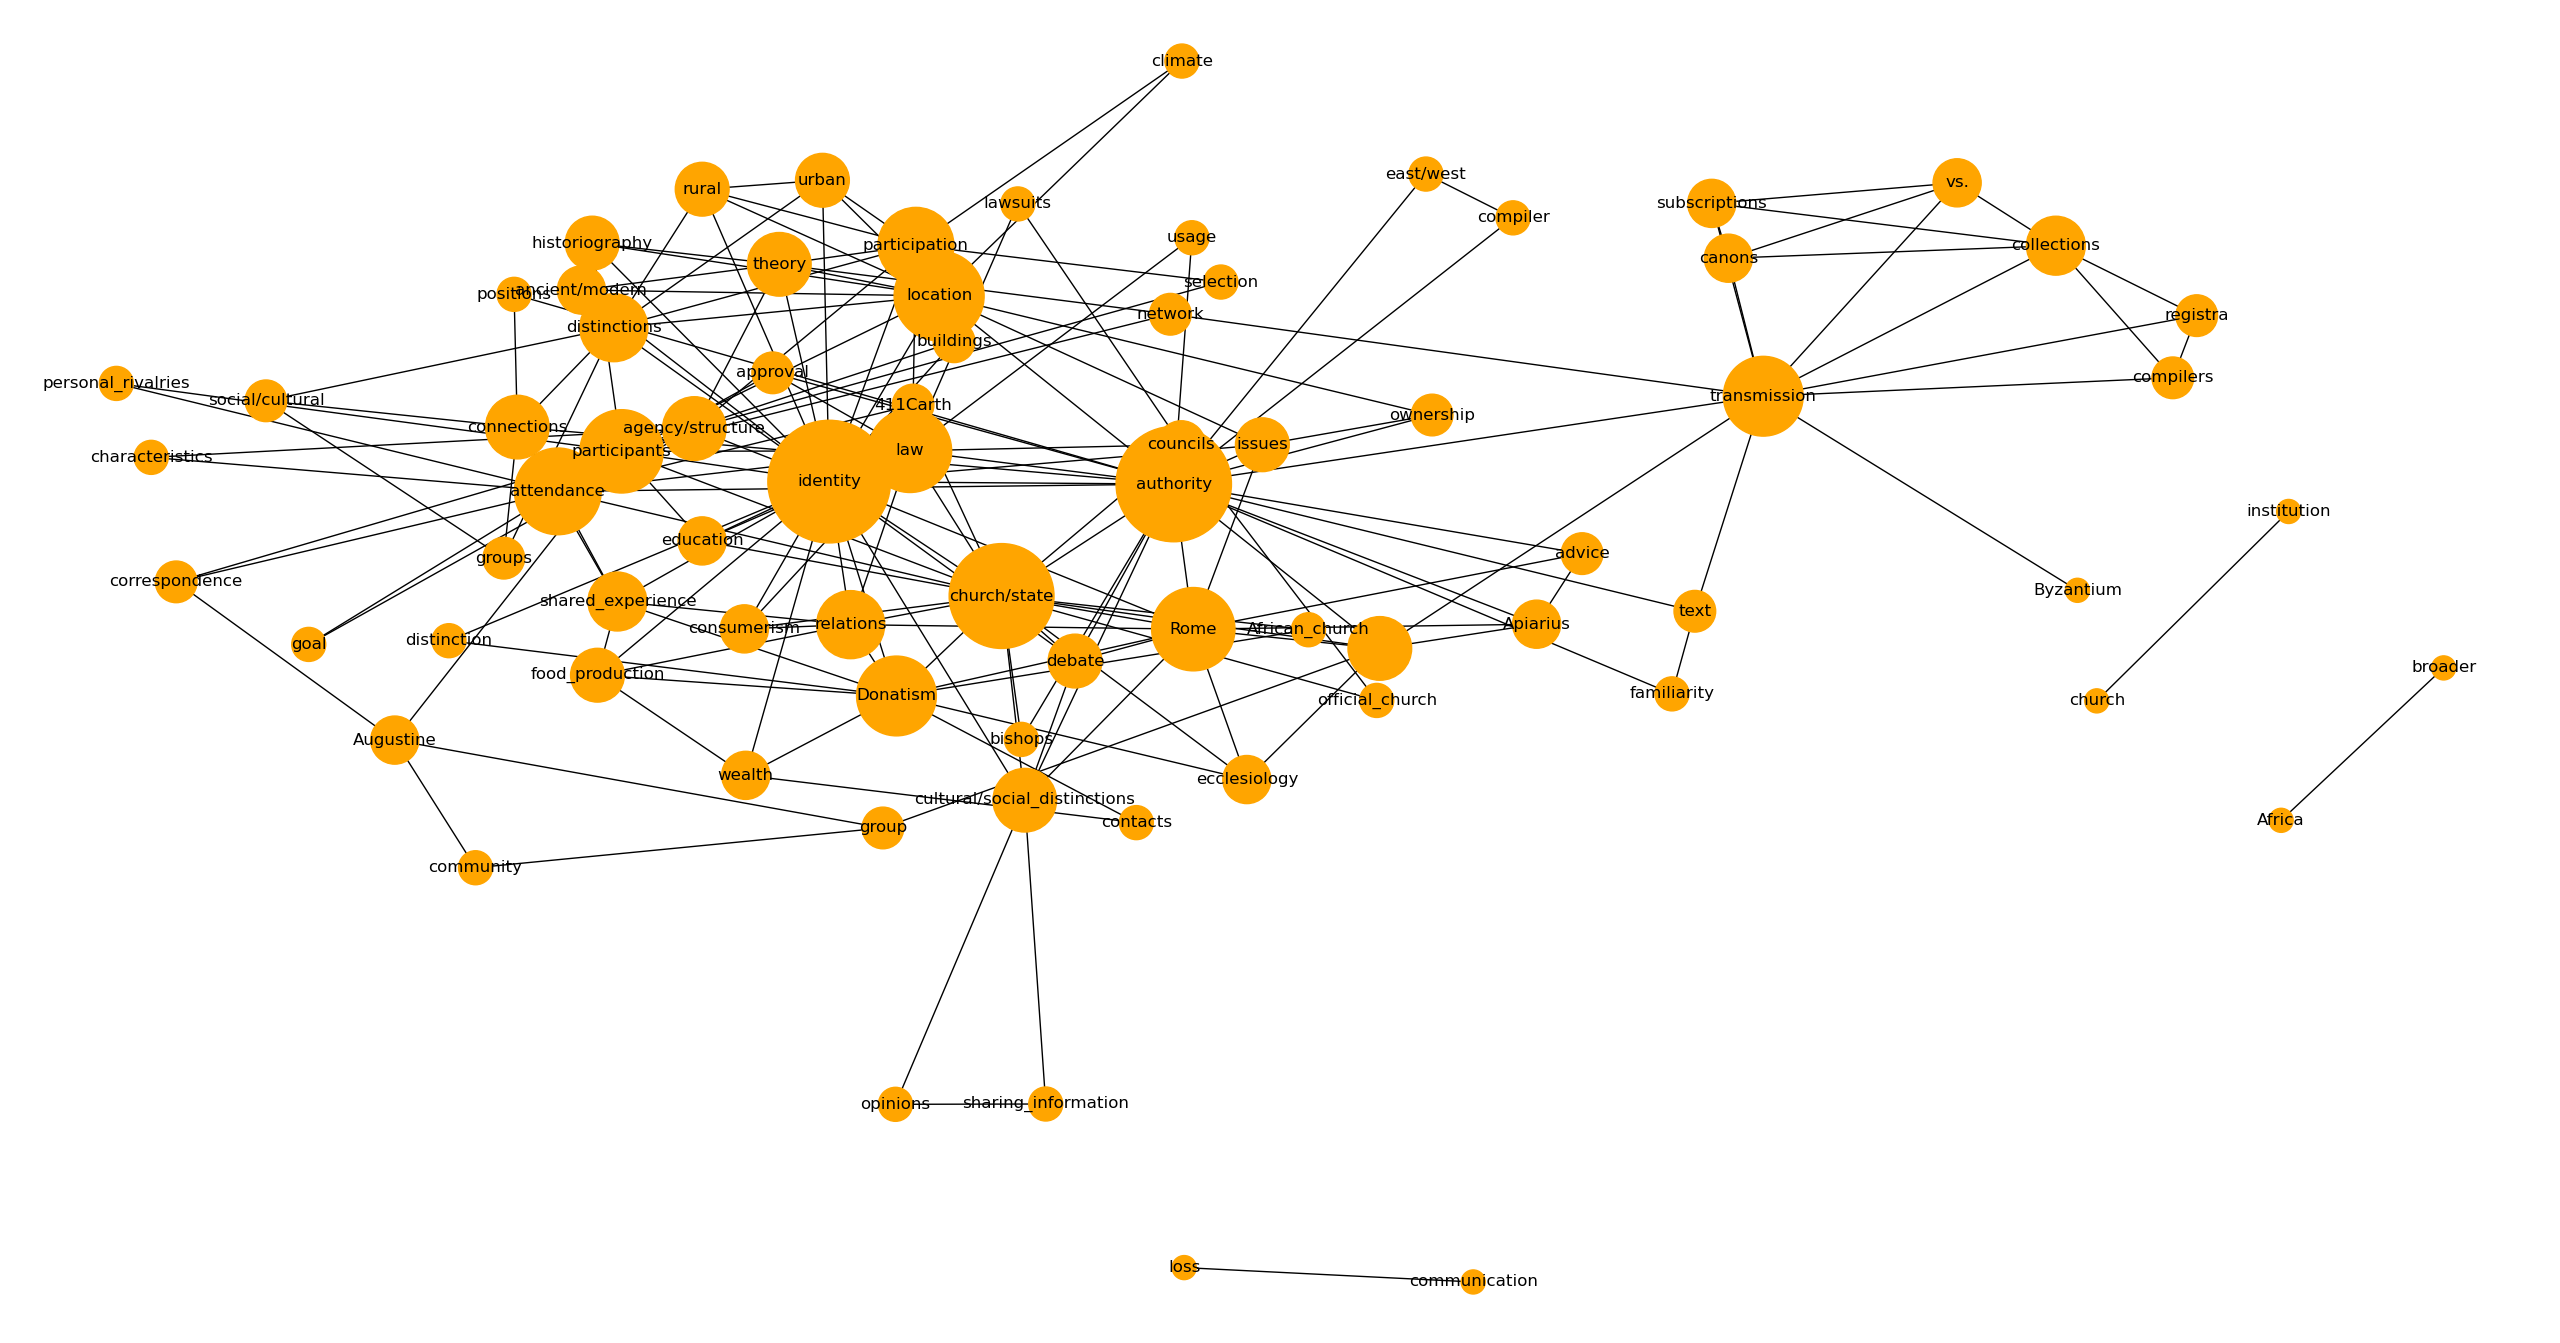 climate
rural
urban
lawsuits
east/west
vs.
subscriptions
compiler
historiography
participation
usage
collections
canons
theory
selection
positions
ancient/modern
location
network
registra
distinctions
buildings
approval
compilers
personal_rivalries
transmission
social/cultural
411Carth
ownership
connections
agency/structure
councils
issues
participants
law
characteristics
identity
authority
attendance
institution
education
advice
groups
correspondence
Byzantium
church/state
shared_experience
text
consumerism
relations
Rome
African_church
Apiarius
distinction
goal
debate
broader
food_production
Donatism
familiarity
official_church
church
Augustine
bishops
wealth
ecclesiology
cultural/social_distinctions
Africa
group
contacts
community
opinions
sharing_information
loss
communication